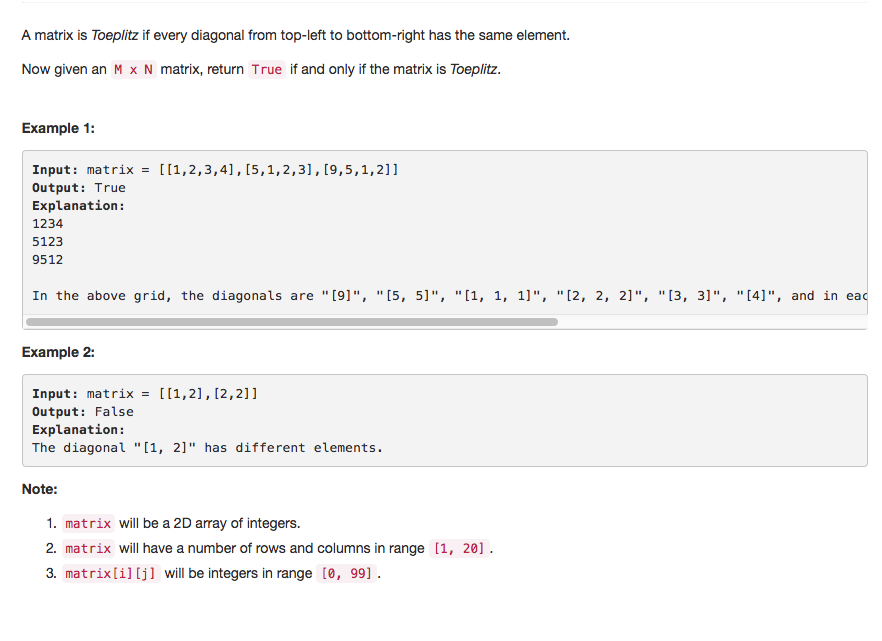 A matrix is Toeplitz if every diagonal from top-left to bottom-right has the same element.
Now given an M x N matrix, return True if and only if the matrix is Toeplitz.
Example 1:
Input: matrix = [[1,2,3,4],[5,1,2,3],[9,5,1,2]]
Output: True
Explanation:
1234
5123
9512
In the above grid, the diagonals are "[9]", "[5, 5]", "[1, 1, 1]", "[2, 2, 2]", "[3, 3]", "[4]", and in eac
Example 2:
Input: matrix = [[1,2],[2,2]]
Output: False
Explanation:
The diagonal "[1, 2]" has different elements.
Note:
1. matrix will be a 2D array of integers.
2. matrix will have a number of rows and columns in range [1, 20].
3. matrix[i][j] will be integers in range [0, 99].